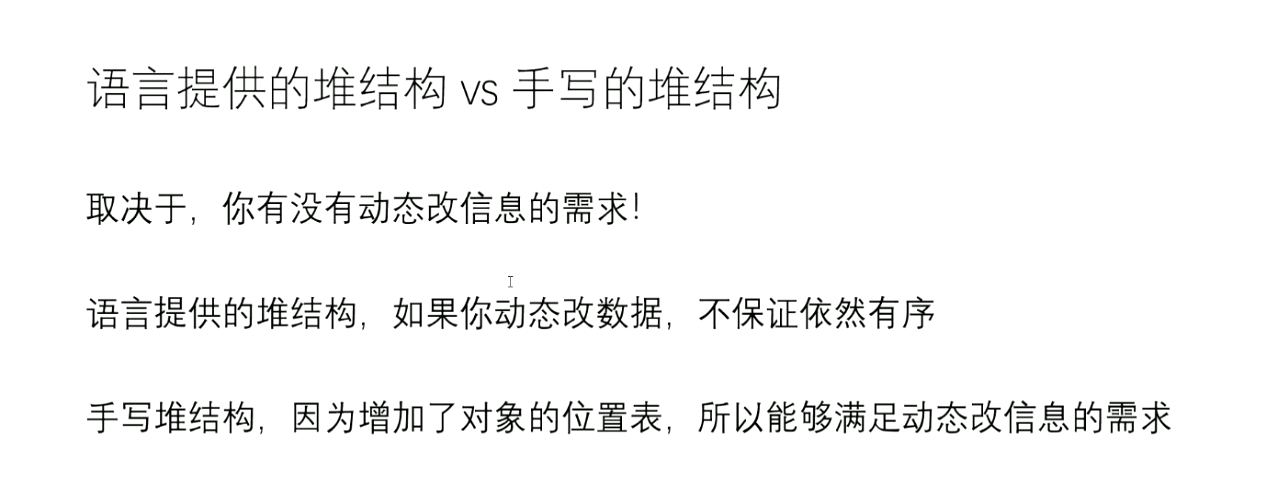 语言提供的堆结构 vs 手写的堆结构
取决于，你有没有动态改信息的需求！
语言提供的堆结构，如果你动态改数据，不保证依然有序
手写堆结构，因为增加了对象的位置表，所以能够满足动态改信息的需求